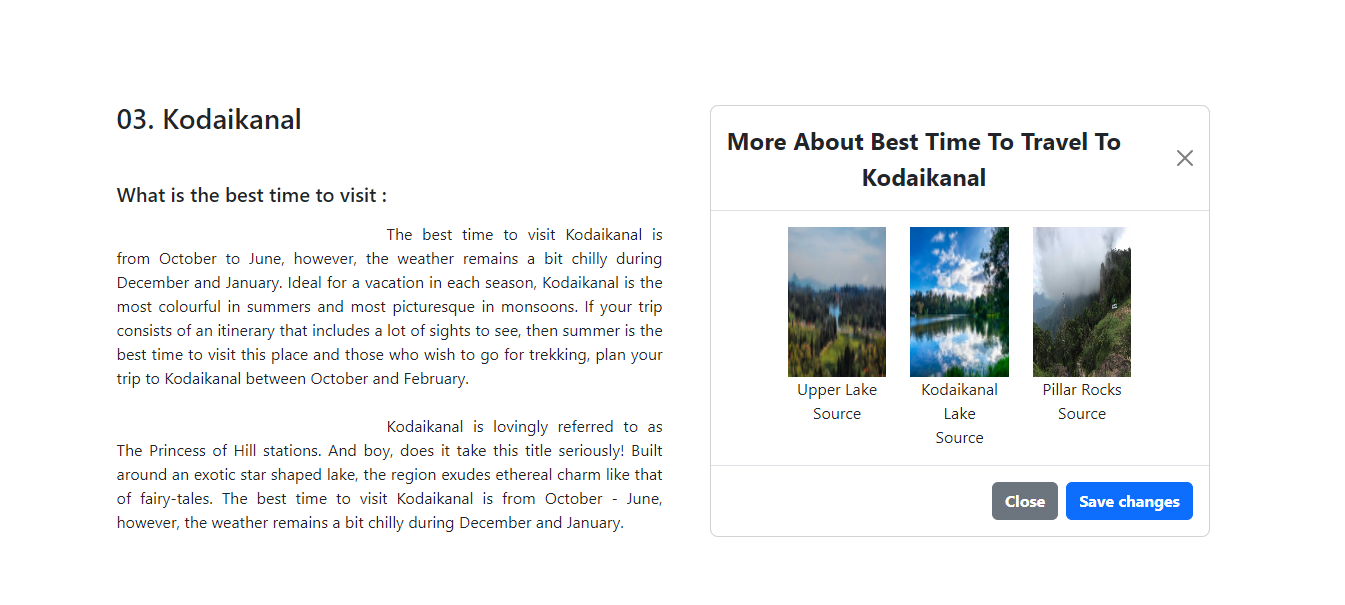 03. Kodaikanal
What is the best time to visit :
The best time to visit Kodaikanal is
from October to June, however, the weather remains a bit chilly during
December and January. Ideal for a vacation in each season, Kodaikanal is the
most colourful in summers and most picturesque in monsoons. If your trip
consists of an itinerary that includes a lot of sights to see, then summer is the
best time to visit this place and those who wish to go for trekking, plan your
trip to Kodaikanal between October and February.
Kodaikanal is lovingly referred to as
The Princess of Hill stations. And boy, does it take this title seriously! Built
around an exotic star shaped lake, the region exudes ethereal charm like that
of fairy-tales. The best time to visit Kodaikanal is from October - June,
however, the weather remains a bit chilly during December and January.
More About Best Time To Travel To
Kodaikanal
Upper Lake
Source
Kodaikanal
Lake
Source
Pillar Rocks
Source
Close
Save changes